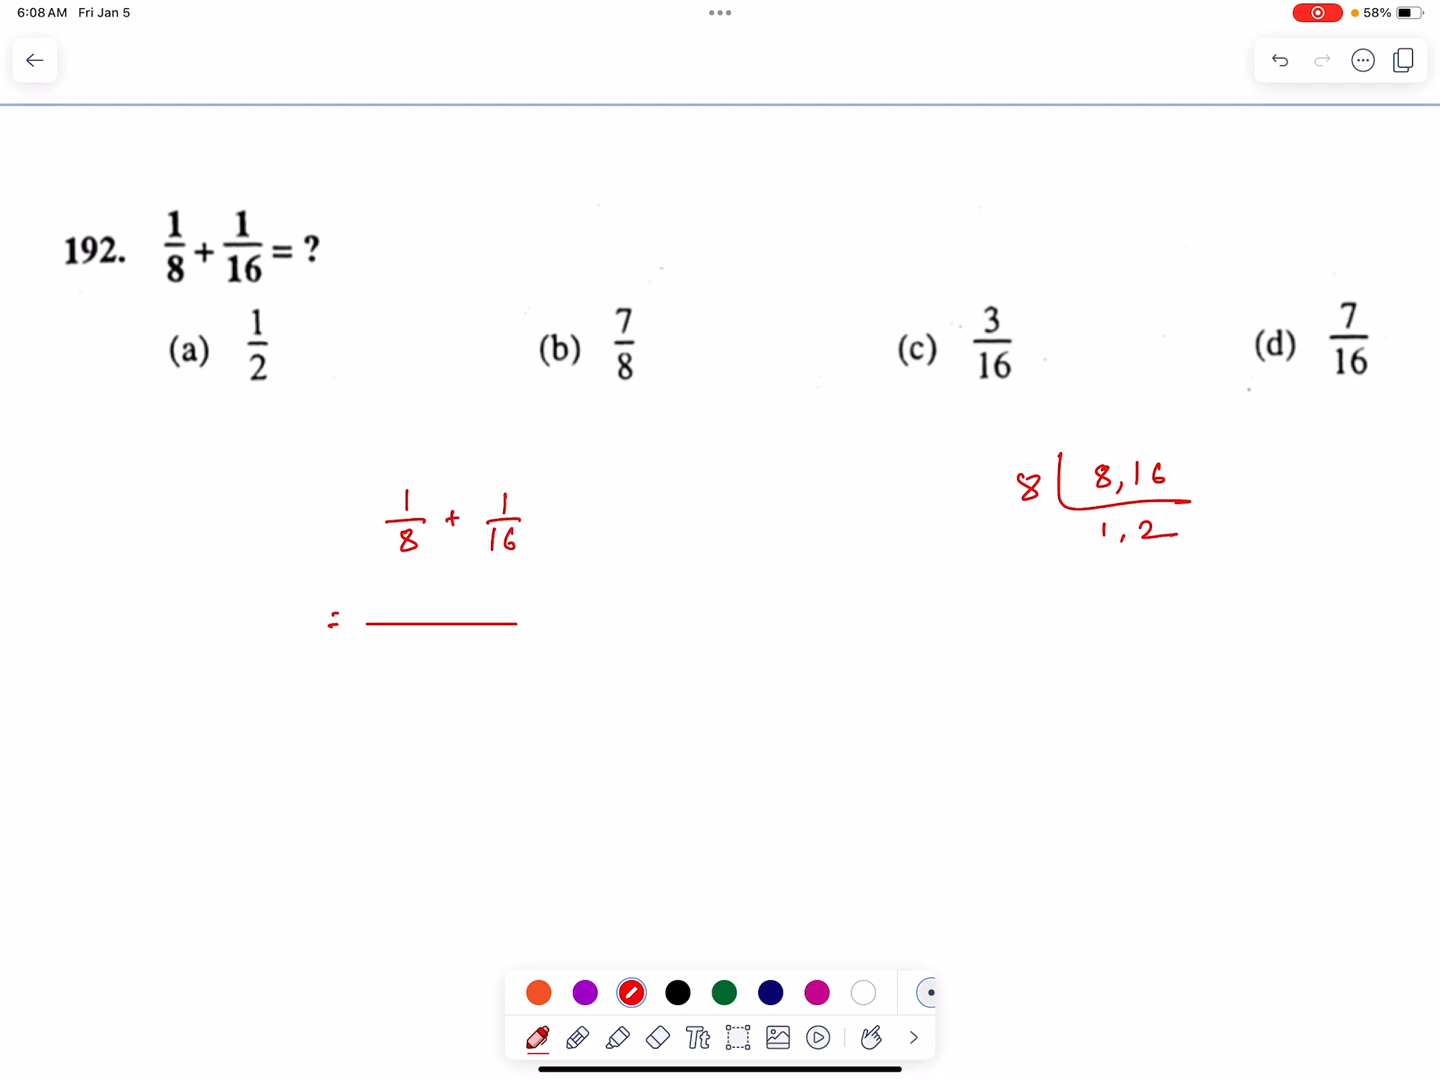 6:08 AM Fri Jan 5
58%
192. 1/8 + 1/16 = ?
(a) 1/2 (b) 7/8 (c) 3/16 (d) 7/16
1/8 + 1/16
=
8 | 8, 16
1, 2
Tt